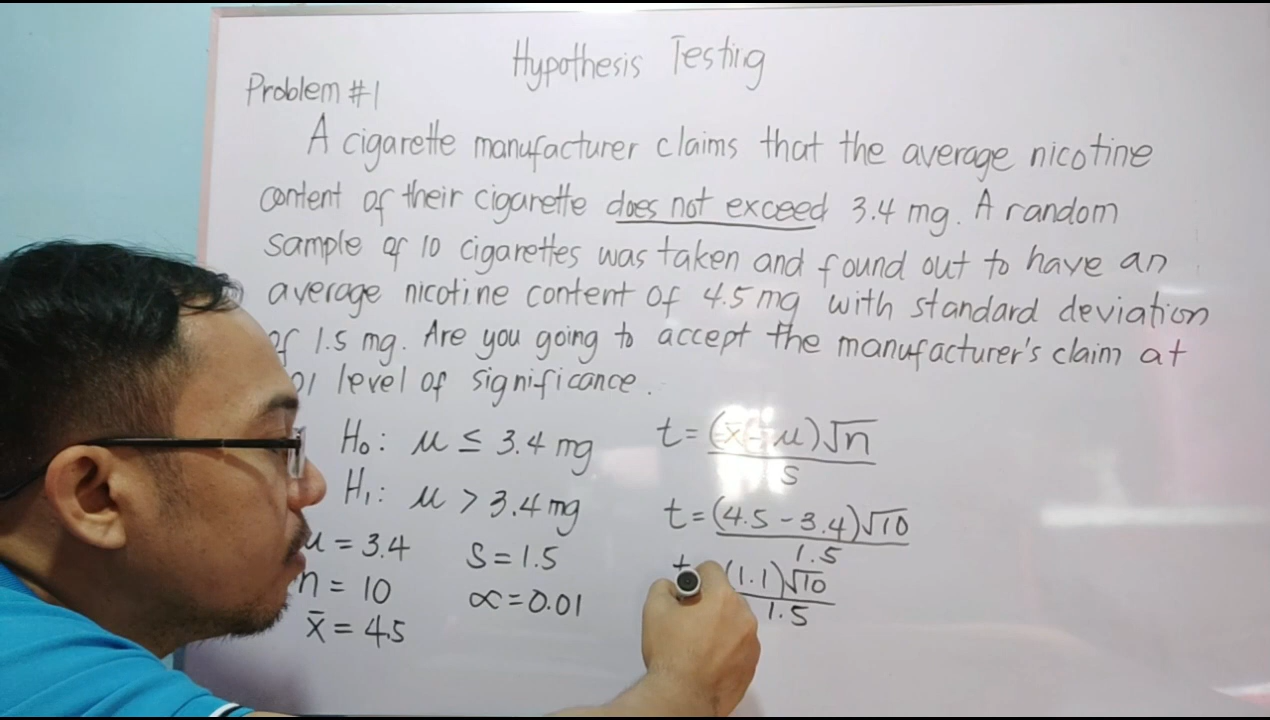 Hypothesis Testing
Problem #1
A cigarette manufacturer claims that the average nicotine
content of their cigarette does not exceed 3.4 mg. A random
sample of 10 cigarettes was taken and found out to have an
average nicotine content of 4.5 mg with standard deviation
of 1.5 mg. Are you going to accept the manufacturer's claim at
01 level of significance.
H₀: μ ≤ 3.4 mg
H₁: μ > 3.4 mg
μ = 3.4
n = 10
x̄ = 4.5
S = 1.5
α = 0.01
t = (x̄ - μ)√n
S
t = (4.5 - 3.4)√10
1.5
t (1.1)√10
1.5